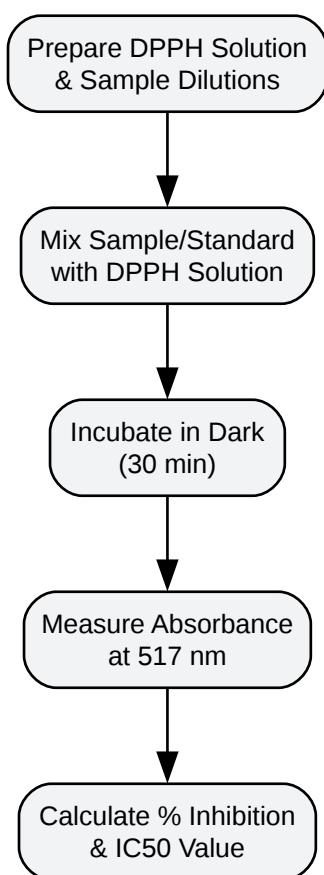 Prepare DPPH Solution
& Sample Dilutions
Mix Sample/Standard
with DPPH Solution
Incubate in Dark
(30 min)
Measure Absorbance
at 517 nm
Calculate % Inhibition
& IC50 Value